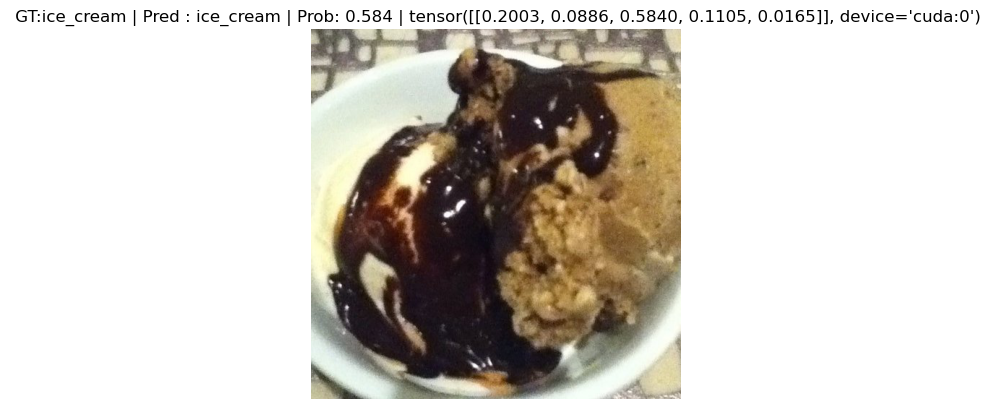 GT:ice_cream | Pred : ice_cream | Prob: 0.584 | tensor([[0.2003, 0.0886, 0.5840, 0.1105, 0.0165]], device='cuda:0')